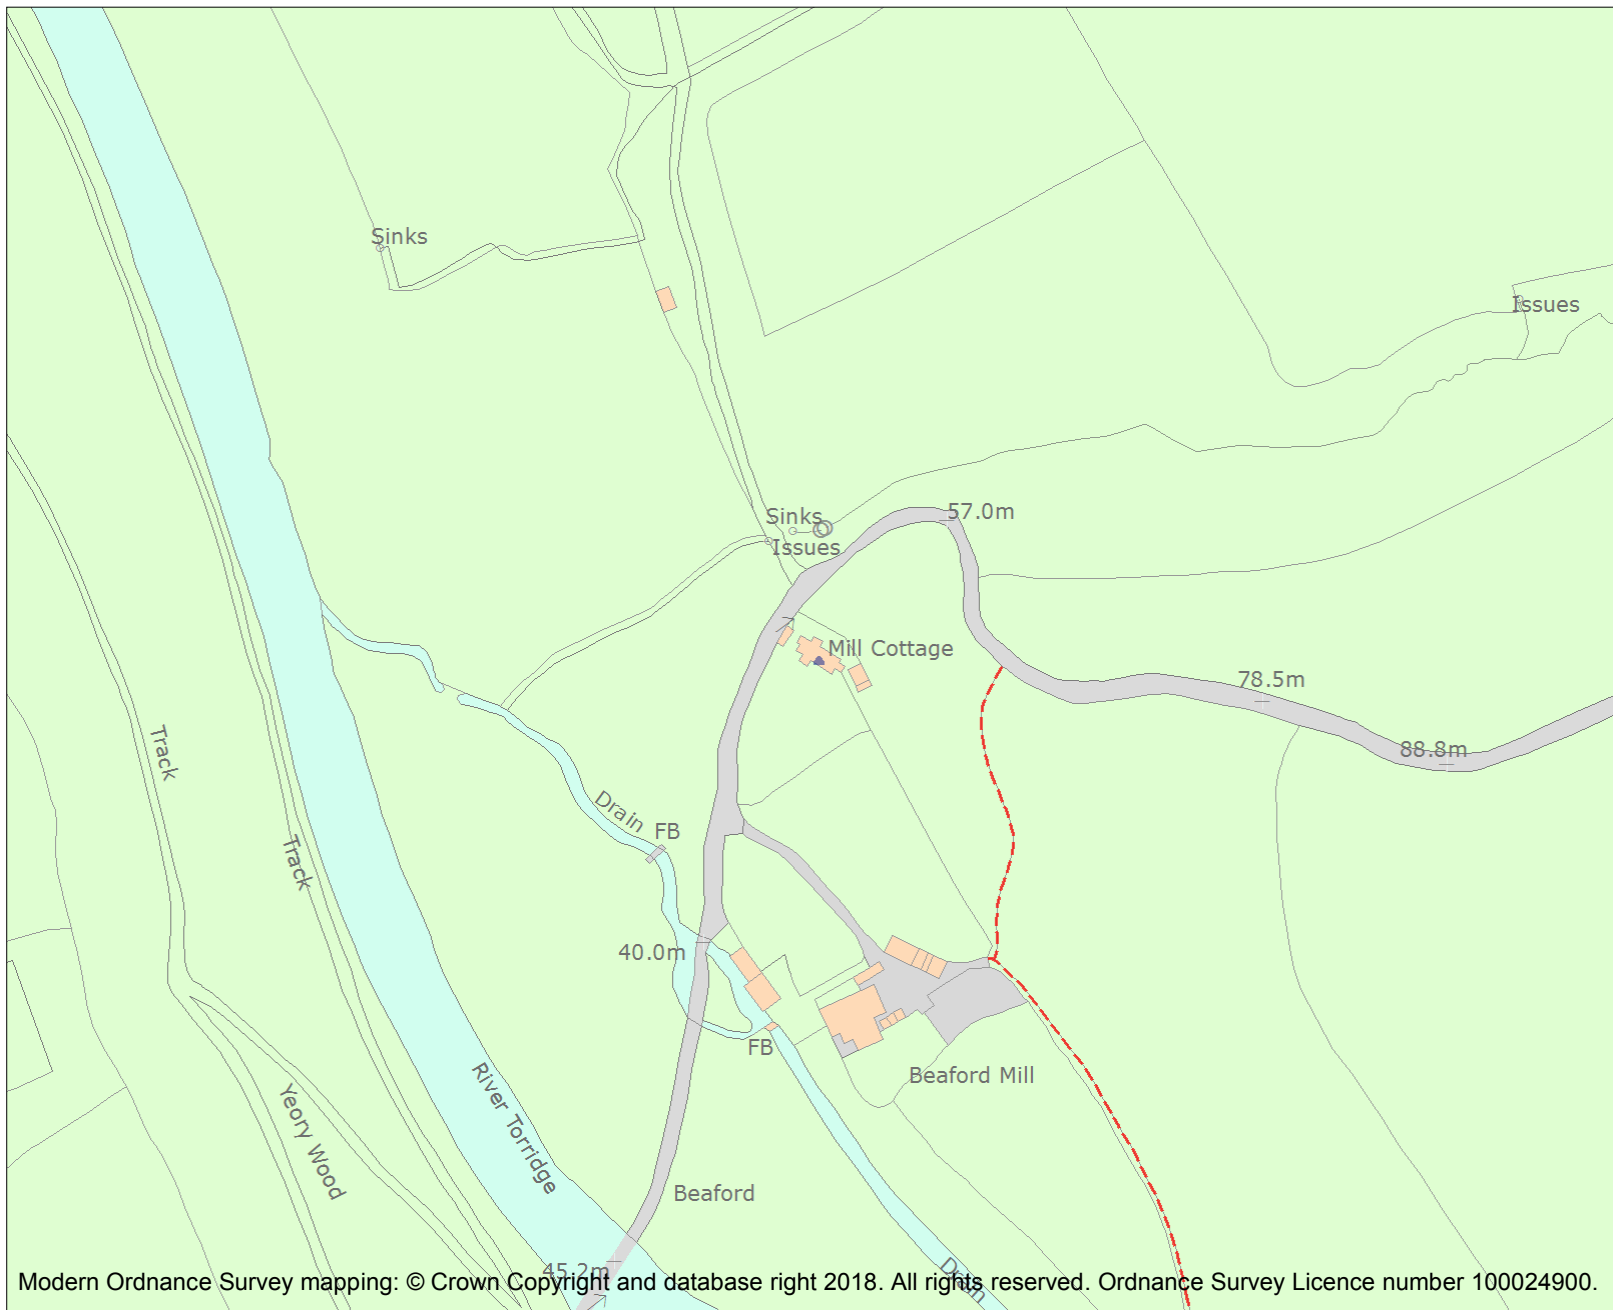 Sinks
Issues
57.0m
Sinks
Issues
Mill Cottage
78.5m
Track
88.8m
Drain
FB
Track
40.0m
FB
Beaford Mill
River Torridge
Yeory Wood
Beaford
45.2m
Drain
Modern Ordnance Survey mapping: © Crown Copyright and database right 2018. All rights reserved. Ordnance Survey Licence number 100024900.